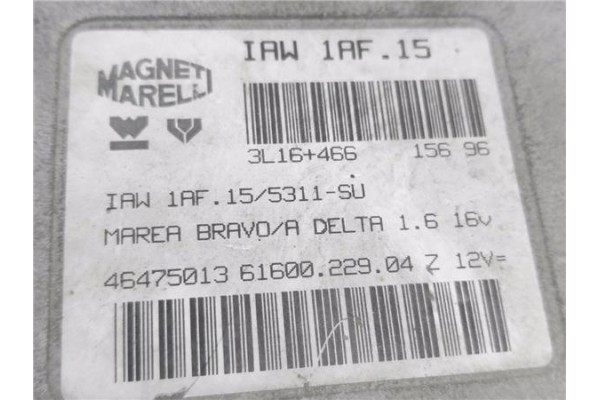 IAW 1AF.15
MAGNETI
MARELLI
3L16+466 156 96
IAW 1AF.15/5311-SU
MAREA BRAVO/A DELTA 1.6 16v
46475013 61600.229.04 Z 12V=